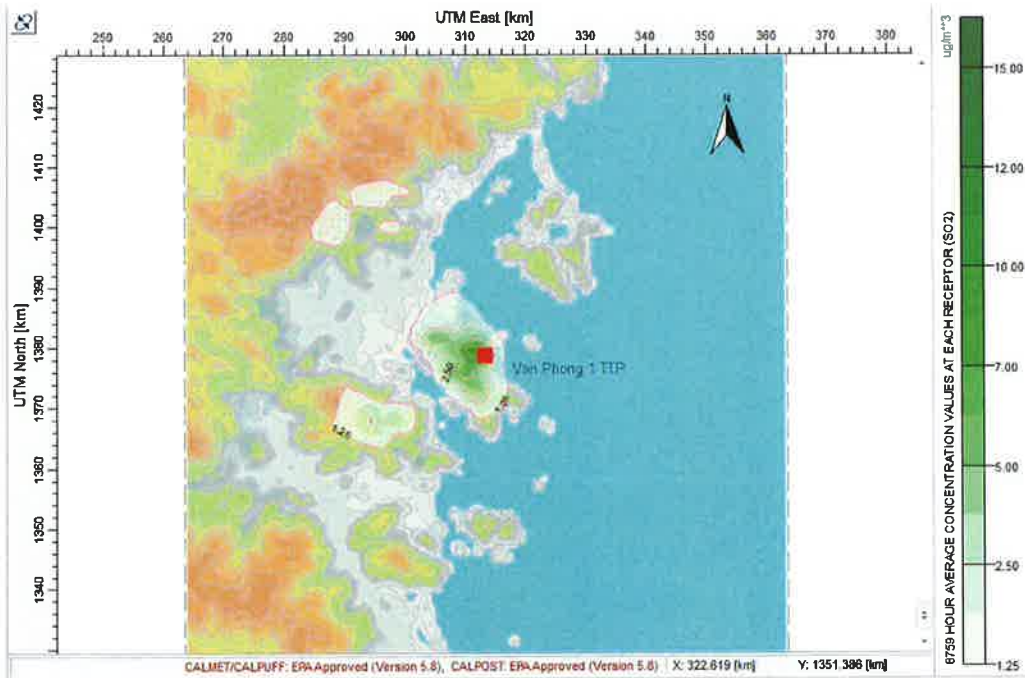 UTM East [km]
250 260 270 280 290 300 310 320 330 340 350 360 370 380
UTM North [km]
1420
1410
1400
1390
1380
1370
1360
1350
1340
N
Van Phong 1 TPP
2.50
1.25
1.25
ug/m**3
8759 HOUR AVERAGE CONCENTRATION VALUES AT EACH RECEPTOR (SO2)
15.00
12.00
10.00
7.00
5.00
2.50
1.25
CALMET/CALPUFF: EPA Approved (Version 5.8), CALPOST: EPA Approved (Version 5.8) X: 322.619 [km] Y: 1351.386 [km]